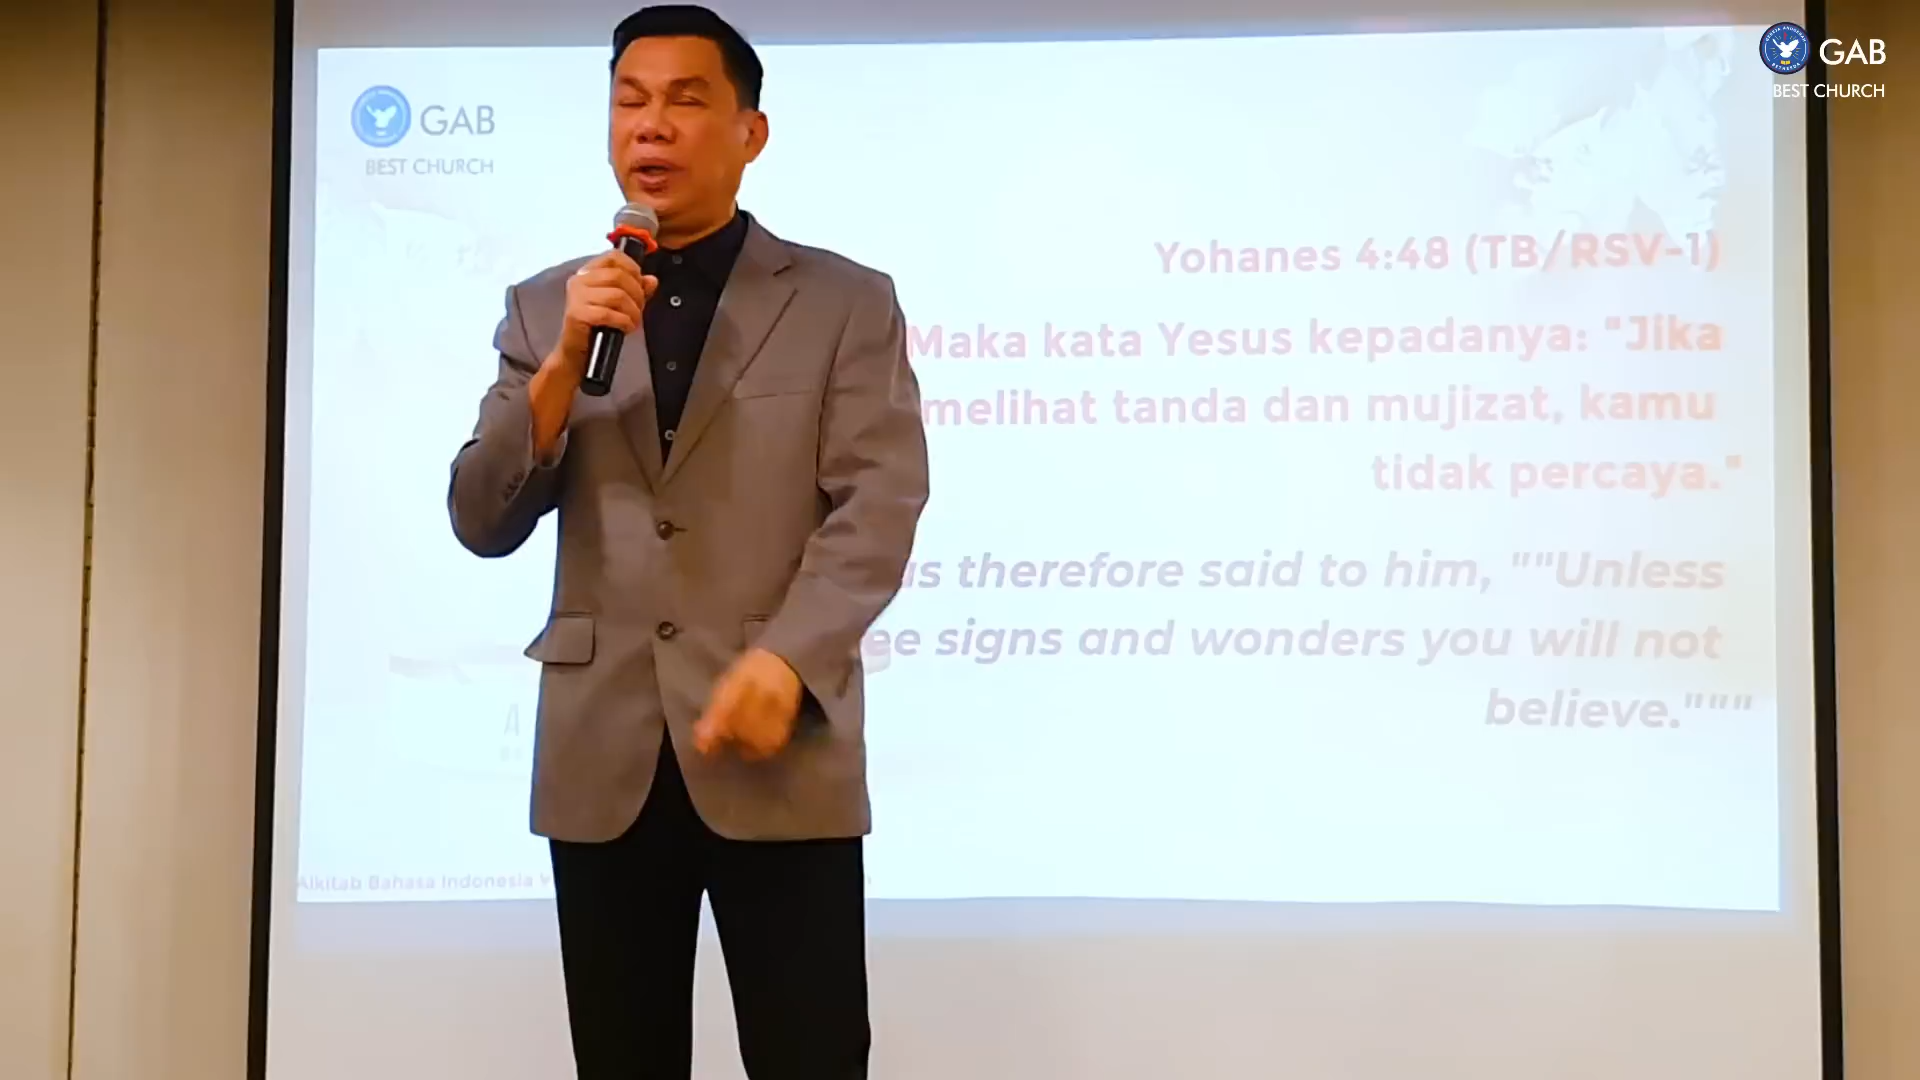 GAB
BEST CHURCH
GAB
BEST CHURCH
Yohanes 4:48 (TB/RSV-1)
Maka kata Yesus kepadanya: "Jika
melihat tanda dan mujizat, kamu
tidak percaya."
therefore said to him, ""Unless
signs and wonders you will not
believe."""
Alkitab Bahasa Indonesia